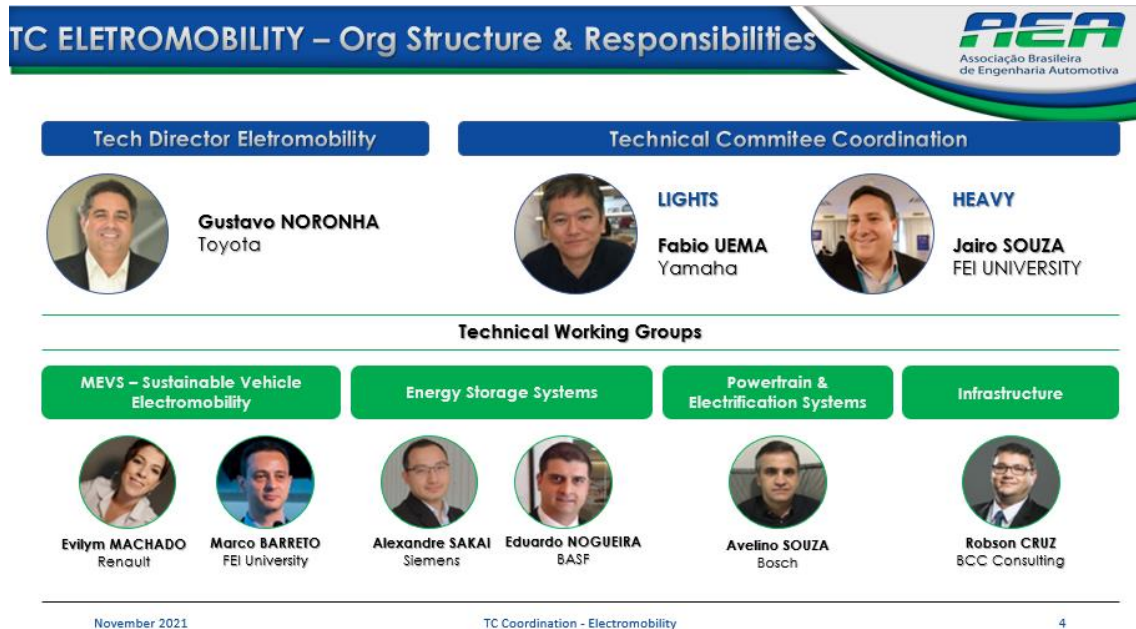 TC ELETROMOBILITY – Org Structure & Responsibilities
AEA
Associação Brasileira
de Engenharia Automotiva
Tech Director Eletromobility
Technical Commitee Coordination
Gustavo NORONHA
Toyota
LIGHTS
Fabio UEMA
Yamaha
HEAVY
Jairo SOUZA
FEI UNIVERSITY
Technical Working Groups
MEVS – Sustainable Vehicle
Electromobility
Energy Storage Systems
Powertrain &
Electrification Systems
Infrastructure
Evilym MACHADO
Renault
Marco BARRETO
FEI University
Alexandre SAKAI
Siemens
Eduardo NOGUEIRA
BASF
Avelino SOUZA
Bosch
Robson CRUZ
BCC Consulting
November 2021
TC Coordination - Electromobility
4